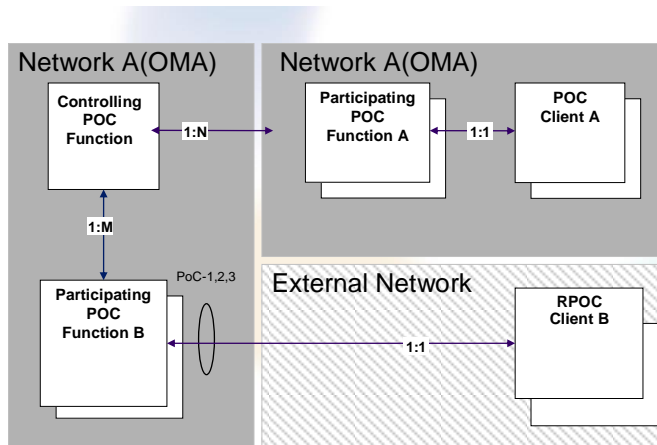 Network A(OMA)
Controlling
POC
Function
1:N
1:M
PoC-1,2,3
Participating
POC
Function B
Network A(OMA)
Participating
POC
Function A
1:1
POC
Client A
External Network
1:1
RPOC
Client B